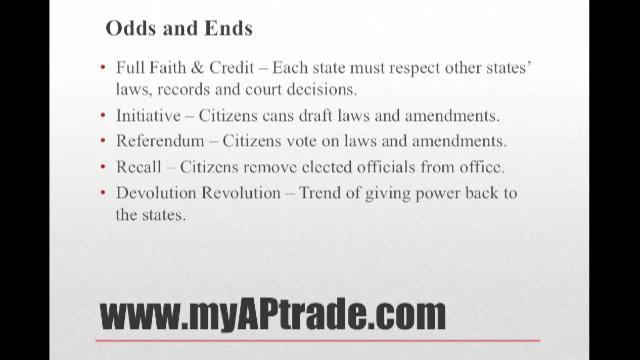 Odds and Ends
• Full Faith & Credit – Each state must respect other states'
laws, records and court decisions.
• Initiative – Citizens cans draft laws and amendments.
• Referendum – Citizens vote on laws and amendments.
• Recall – Citizens remove elected officials from office.
• Devolution Revolution – Trend of giving power back to
the states.
www.myAPtrade.com